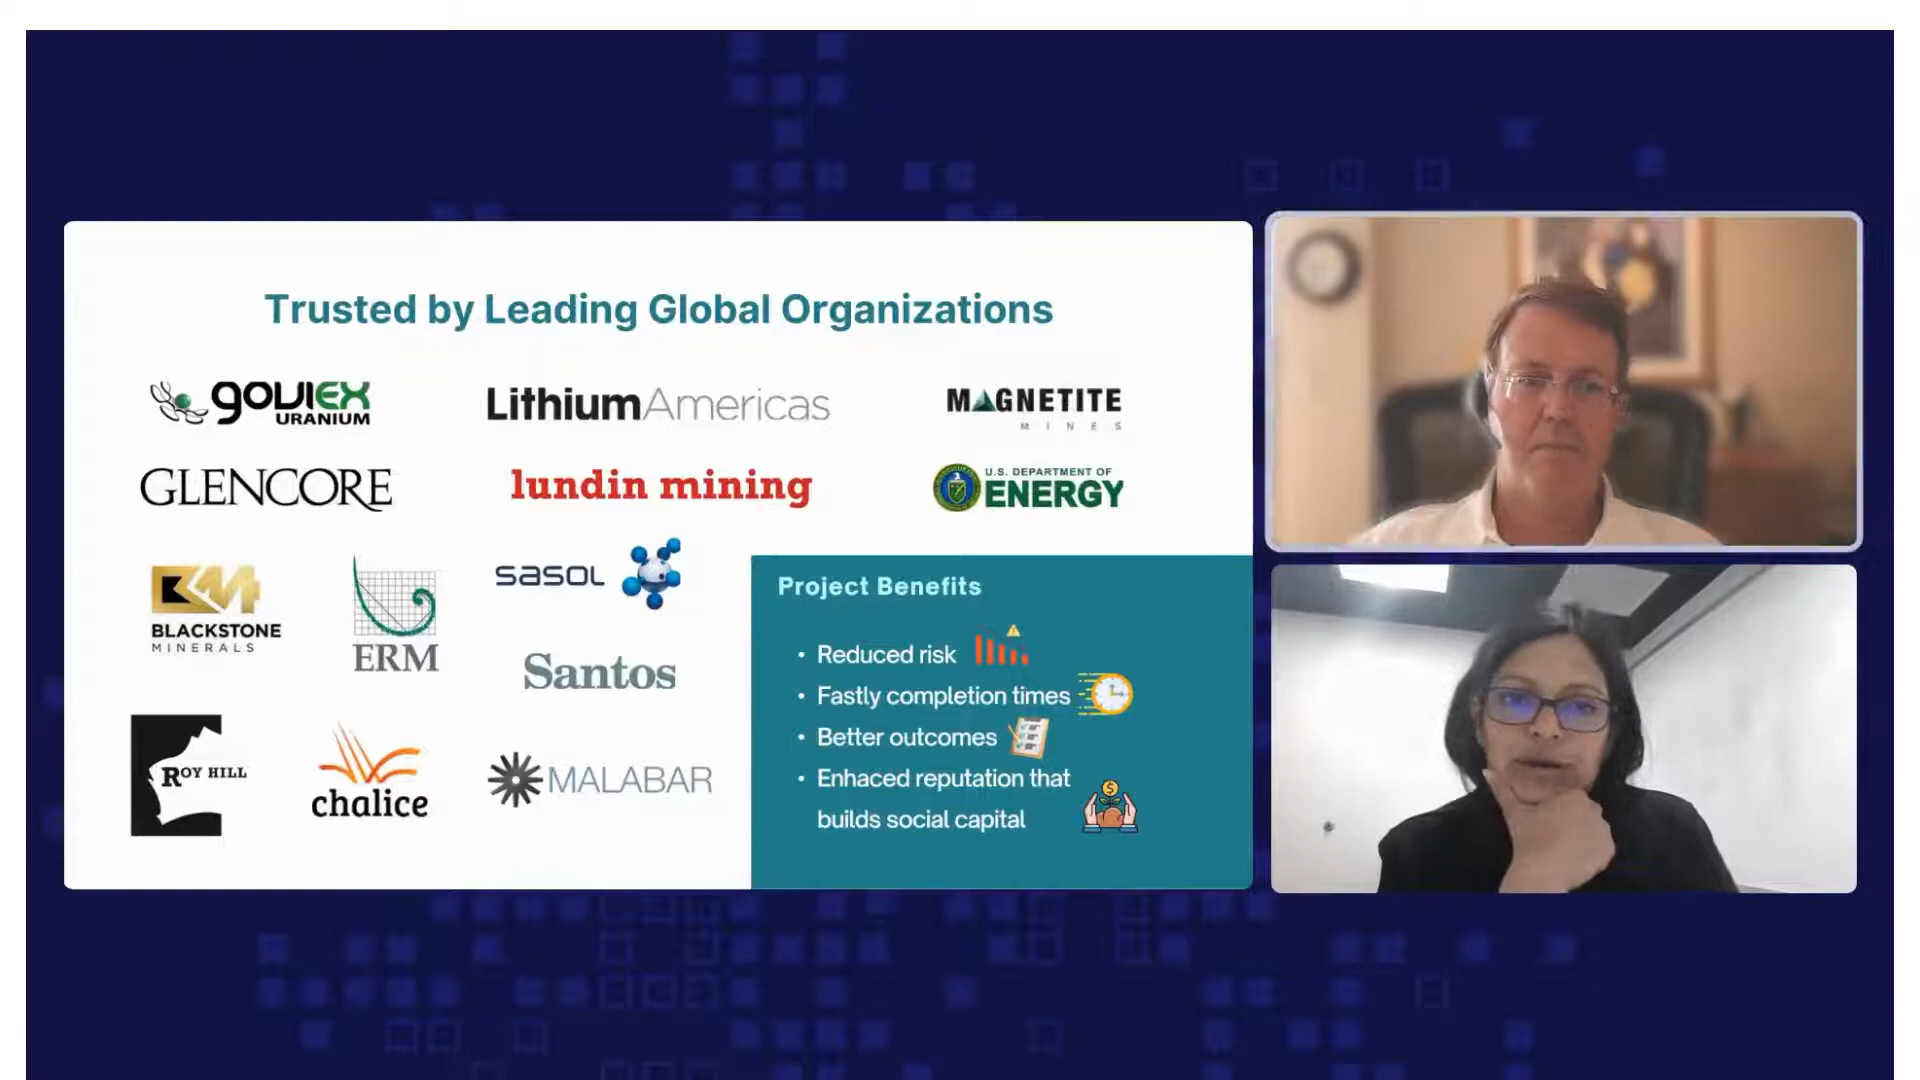 Trusted by Leading Global Organizations
goviex
URANIUM
LithiumAmericas
MAGNETITE
MINES
GLENCORE
lundin mining
U.S. DEPARTMENT OF
ENERGY
BLACKSTONE
MINERALS
ERM
sasol
Santos
ROY HILL
chalice
MALABAR
Project Benefits
• Reduced risk
• Fastly completion times
• Better outcomes
• Enhaced reputation that
builds social capital